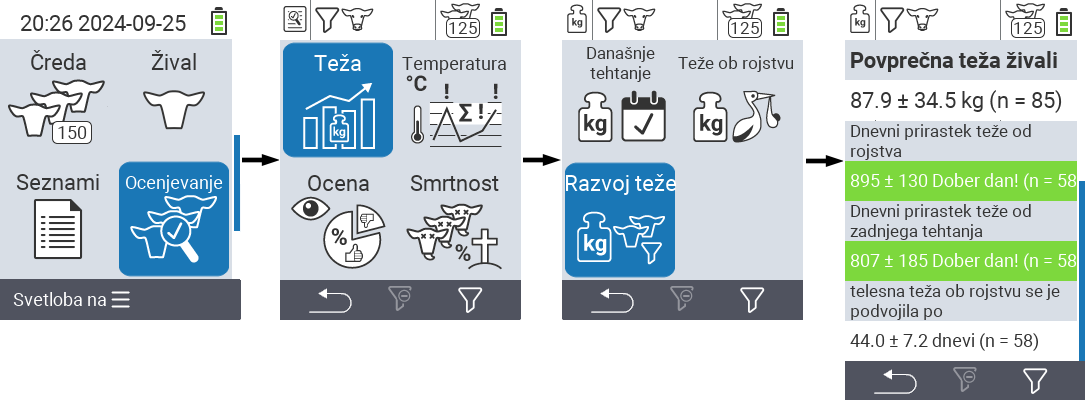 20:26 2024-09-25
Čreda
Žival
150
Seznami
Ocenjevanje
Svetloba na
125
Teža
Temperatura
kg
°C
! !
Σ !
Ocena
Smrtnost
%
%
kg
125
Današnje
tehtanje
Teže ob rojstvu
kg
kg
Razvoj teže
kg
kg
125
Povprečna teža živali
87.9 ± 34.5 kg (n = 85)
Dnevni prirastek teže od
rojstva
895 ± 130 Dober dan! (n = 58
Dnevni prirastek teže od
zadnjega tehtanja
807 ± 185 Dober dan! (n = 58
telesna teža ob rojstvu se je
podvojila po
44.0 ± 7.2 dnevi (n = 58)